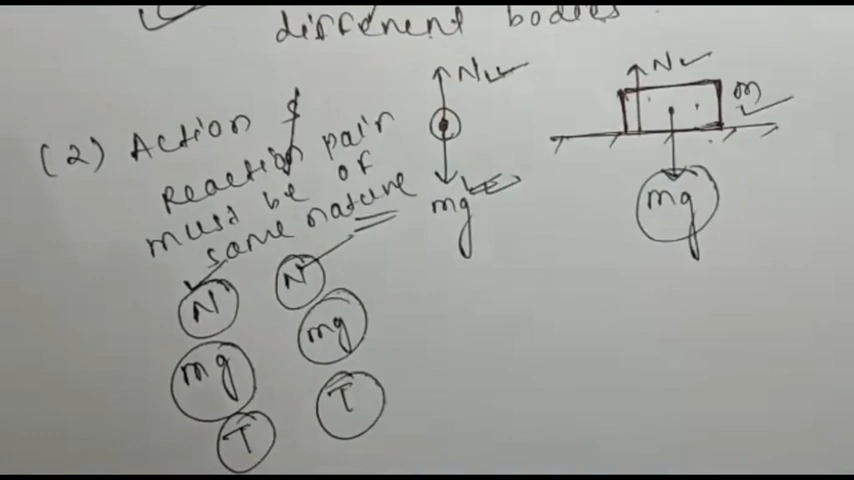 different bodies.
(2) Action &
reaction pair
must be of
same nature
N N
mg mg
T T
N
mg
N
m
mg